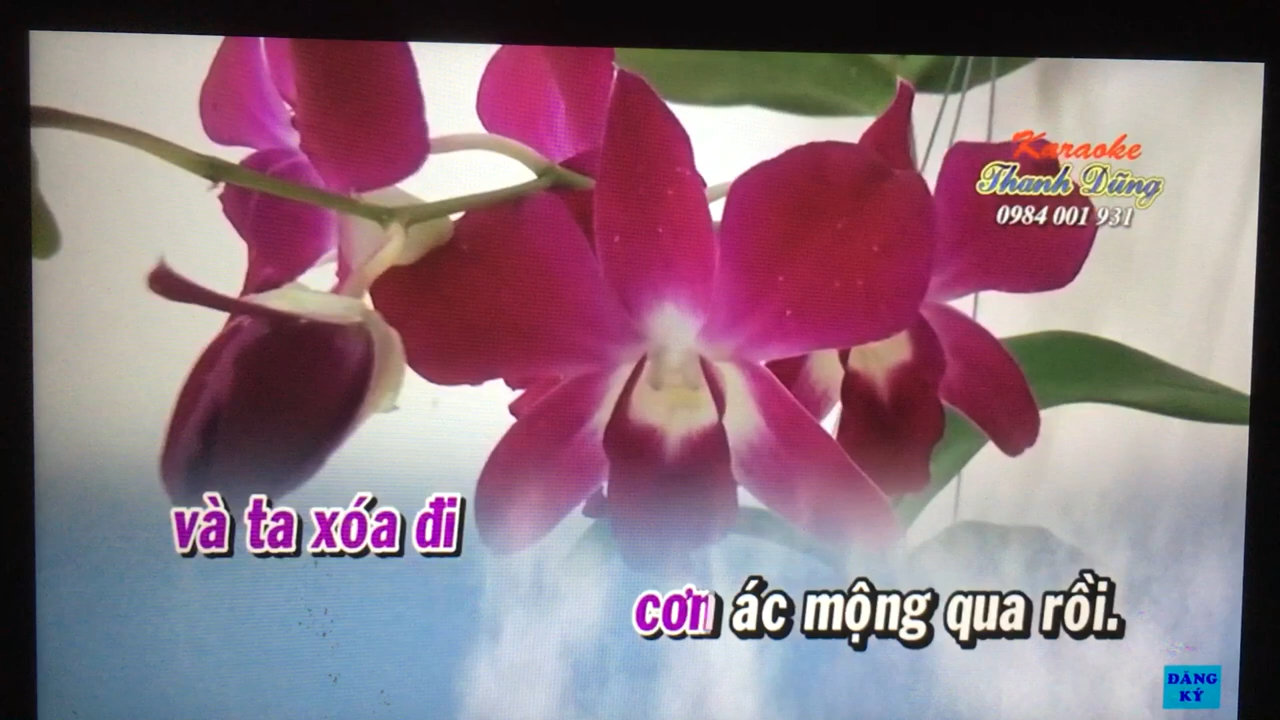 Karaoke
Thanh Dũng
0984 001 931
và ta xóa đi
cơn ác mộng qua rồi.
ĐĂNG
KÝ